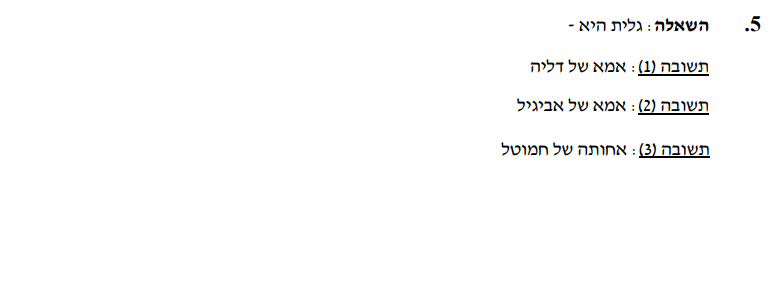 5. השאלה: גלית היא -
תשובה (1): אמא של דליה
תשובה (2): אמא של אביגיל
תשובה (3): אחותה של חמוטל